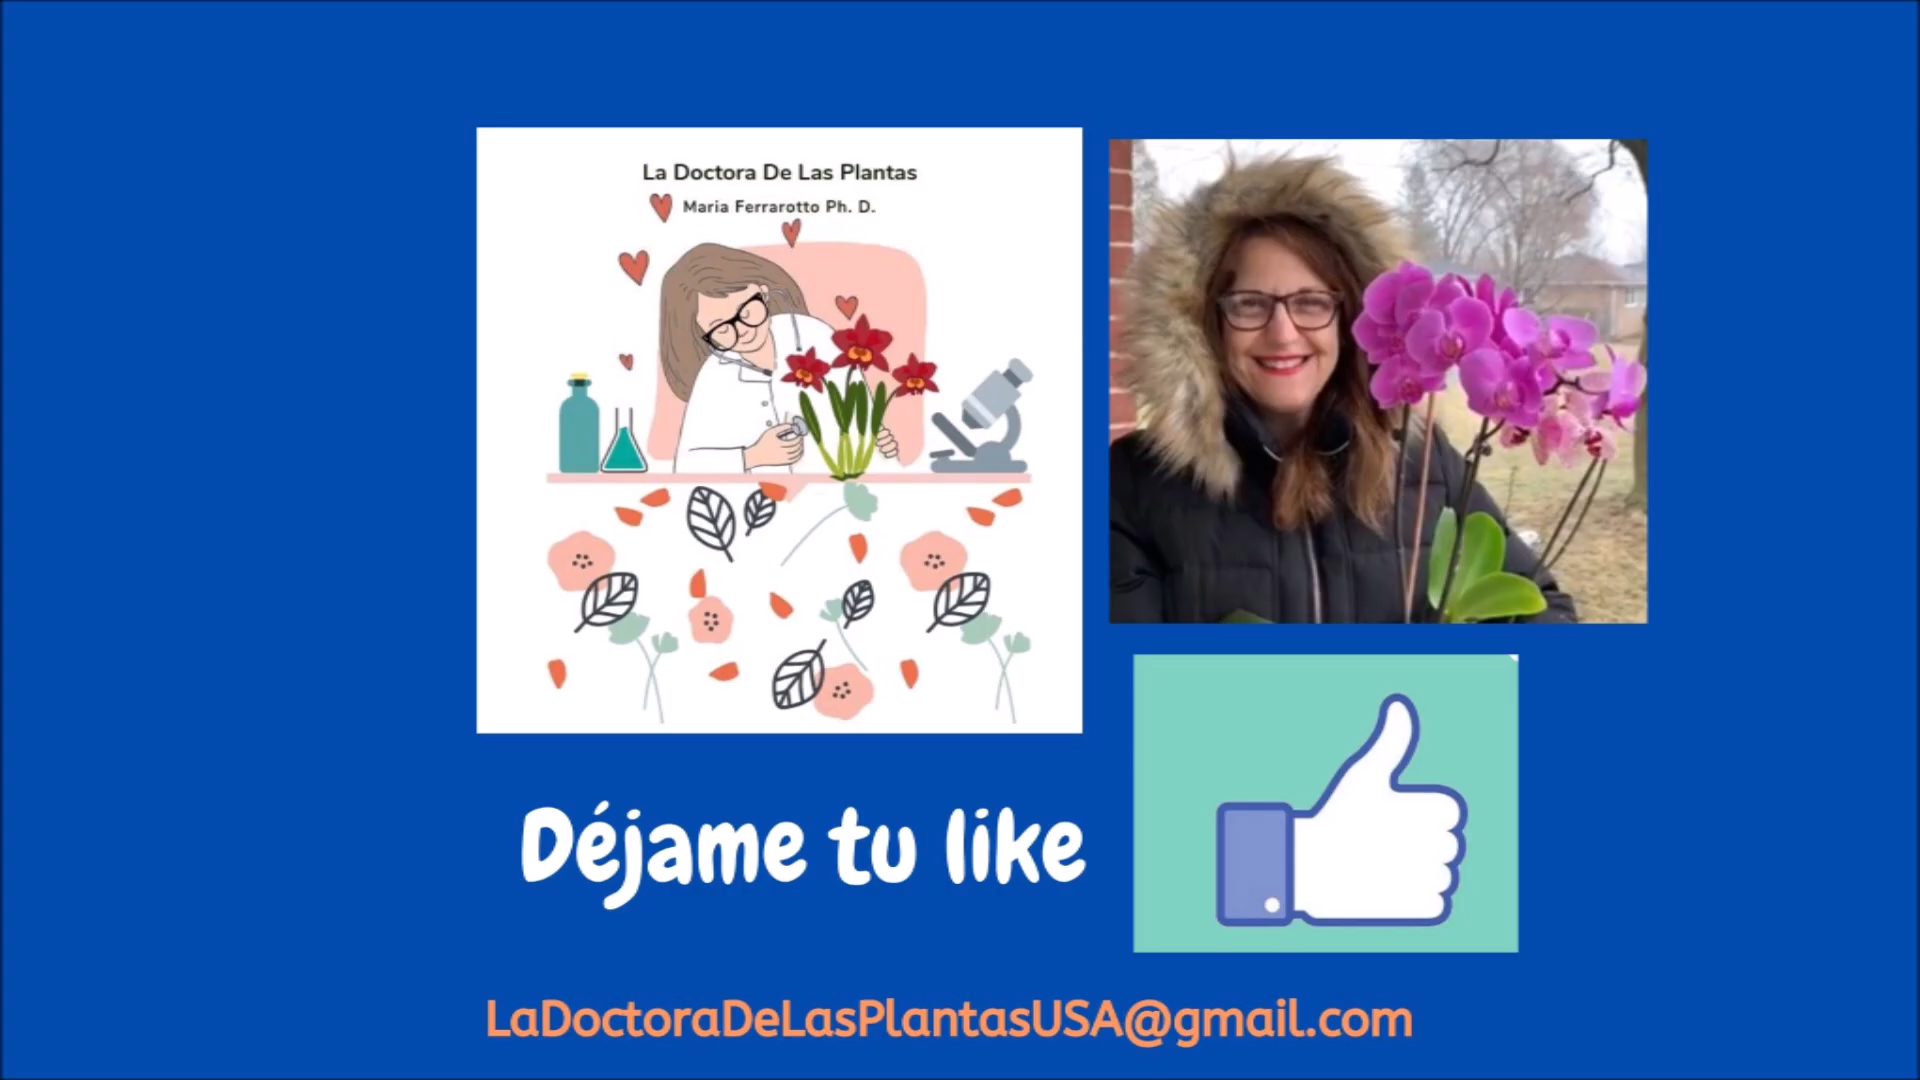 La Doctora De Las Plantas
Maria Ferrarotto Ph. D.
Déjame tu like
LaDoctoraDeLasPlantasUSA@gmail.com